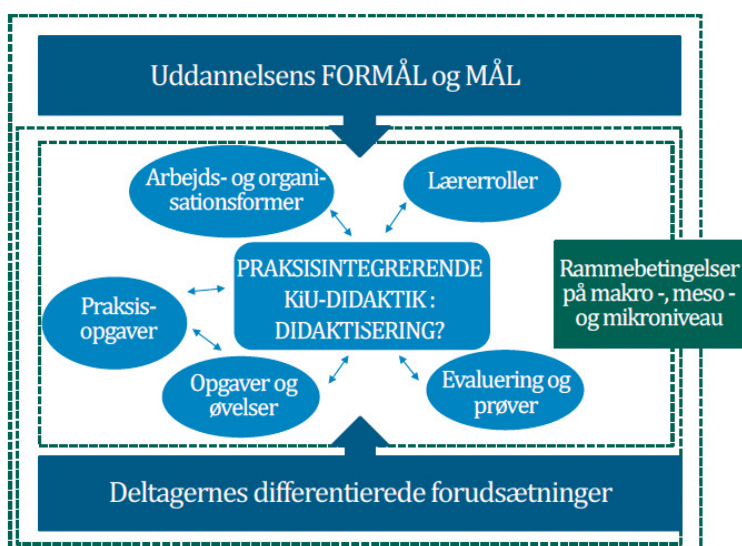 Uddannelsens FORMÅL og MÅL
Arbejds- og organi-
sationsformer
Lærerroller
PRAKSISINTEGRERENDE
KiU-DIDAKTIK :
DIDAKTISERING?
Rammebetingelser
på makro -, meso -
og mikroniveau
Praksis-
opgaver
Opgaver og
øvelser
Evaluering og
prøver
Deltagernes differentierede forudsætninger